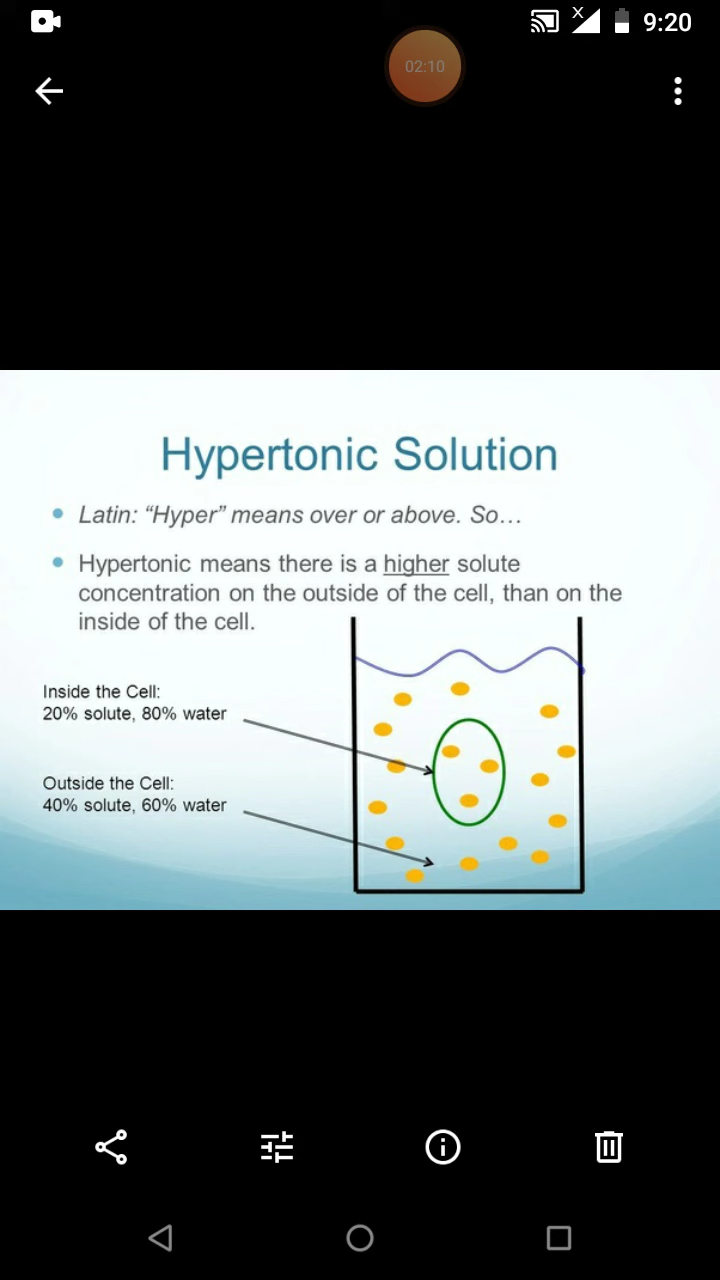 9:20
02:10
Hypertonic Solution
Latin: “Hyper” means over or above. So…
Hypertonic means there is a higher solute
concentration on the outside of the cell, than on the
inside of the cell.
Inside the Cell:
20% solute, 80% water
Outside the Cell:
40% solute, 60% water